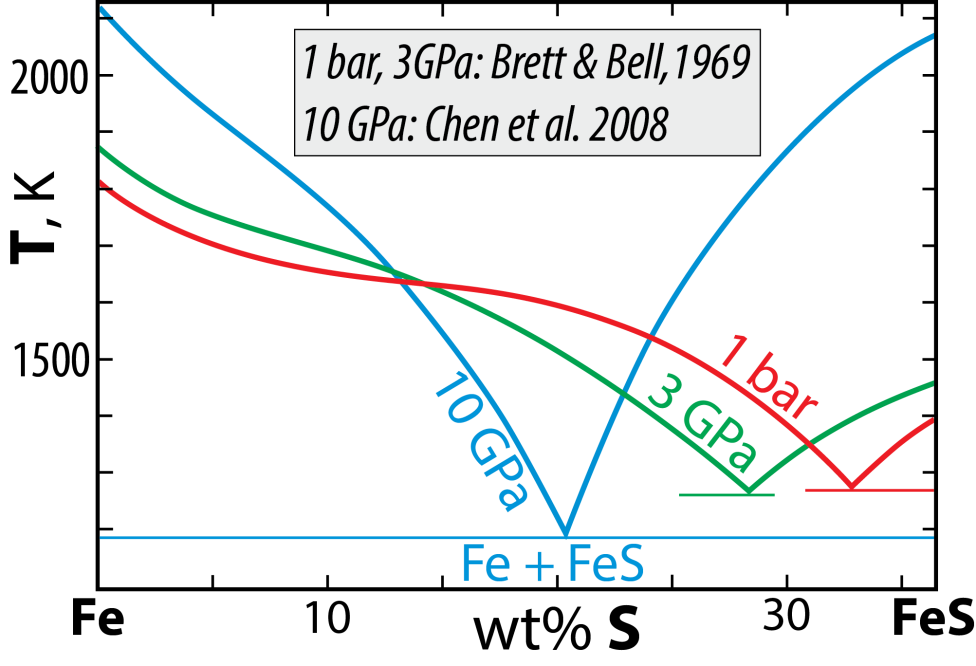 1 bar, 3GPa: Brett & Bell, 1969
10 GPa: Chen et al. 2008
2000
T, K
1500
10 GPa
3 GPa
1 bar
Fe + FeS
Fe
10
wt% S
30
FeS